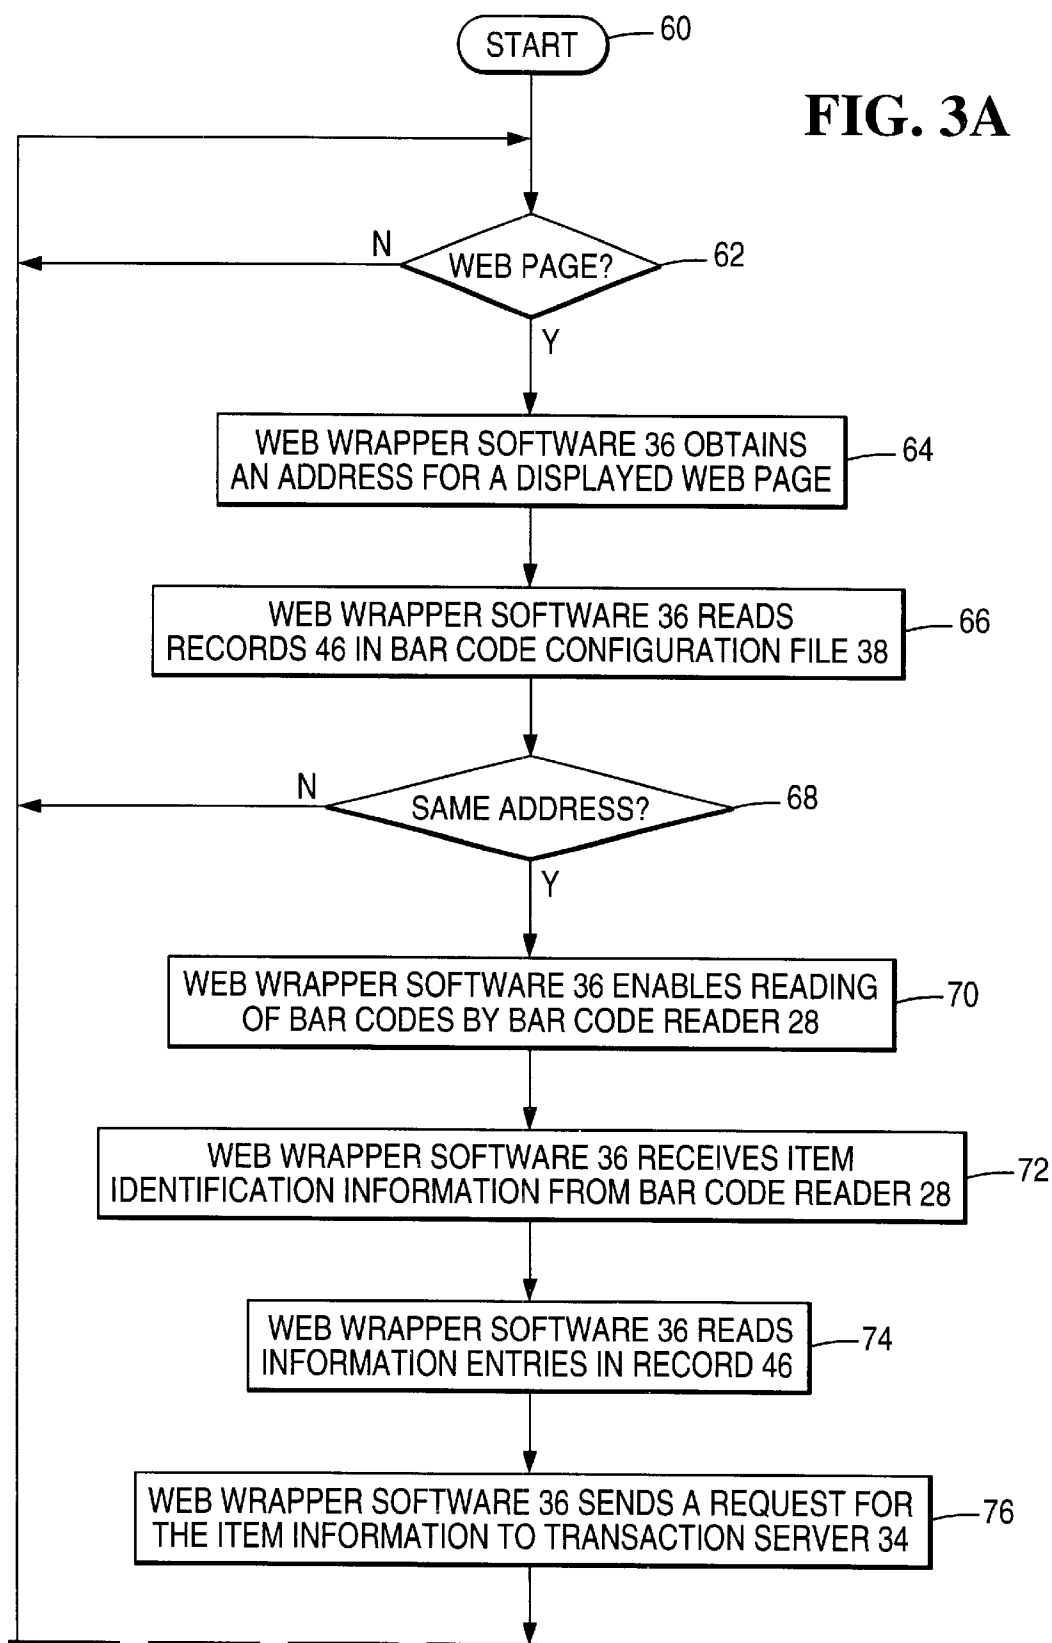 START
60
FIG. 3A
N
WEB PAGE?
62
Y
WEB WRAPPER SOFTWARE 36 OBTAINS
AN ADDRESS FOR A DISPLAYED WEB PAGE
64
WEB WRAPPER SOFTWARE 36 READS
RECORDS 46 IN BAR CODE CONFIGURATION FILE 38
66
N
SAME ADDRESS?
68
Y
WEB WRAPPER SOFTWARE 36 ENABLES READING
OF BAR CODES BY BAR CODE READER 28
70
WEB WRAPPER SOFTWARE 36 RECEIVES ITEM
IDENTIFICATION INFORMATION FROM BAR CODE READER 28
72
WEB WRAPPER SOFTWARE 36 READS
INFORMATION ENTRIES IN RECORD 46
74
WEB WRAPPER SOFTWARE 36 SENDS A REQUEST FOR
THE ITEM INFORMATION TO TRANSACTION SERVER 34
76